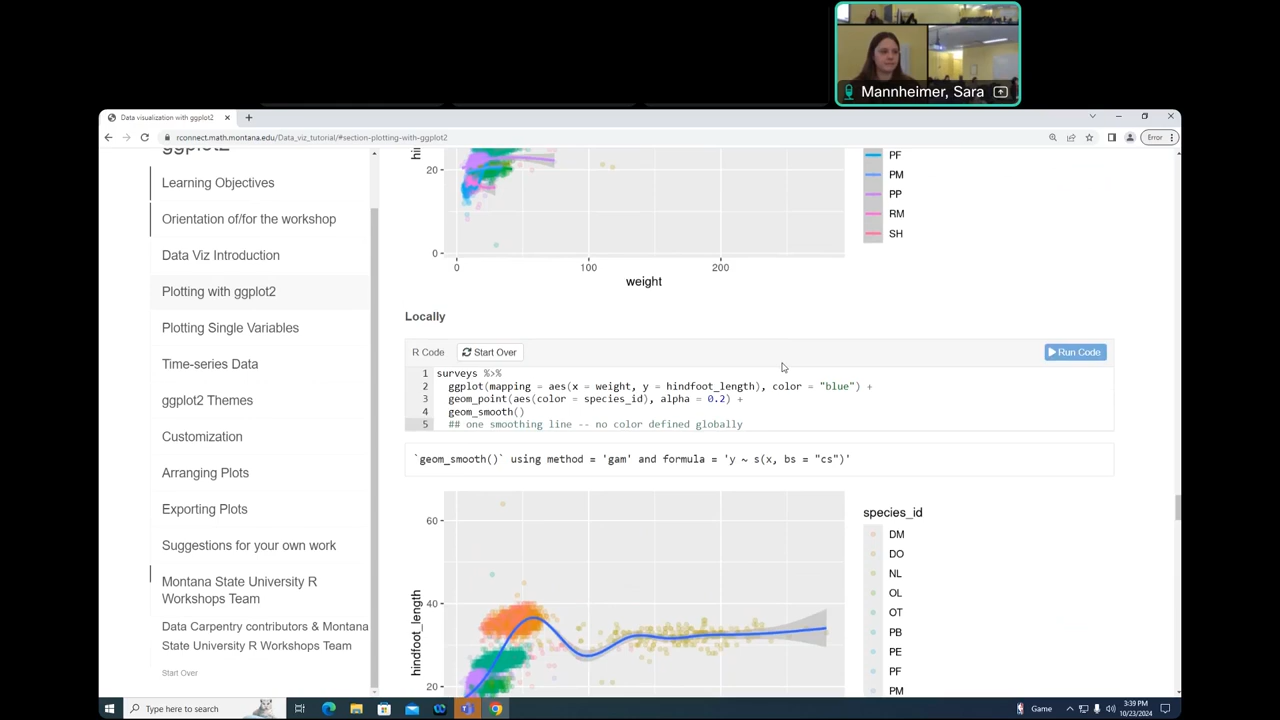 Mannheimer, Sara
Data visualization with ggplot2
rconnect.math.montana.edu/Data_viz_tutorial/#section-plotting-with-ggplot2
Error
ggplot2
Learning Objectives
Orientation of/for the workshop
Data Viz Introduction
Plotting with ggplot2
Plotting Single Variables
Time-series Data
ggplot2 Themes
Customization
Arranging Plots
Exporting Plots
Suggestions for your own work
Montana State University R
Workshops Team
Data Carpentry contributors & Montana
State University R Workshops Team
Start Over
20
0
0
100
200
weight
PF
PM
PP
RM
SH
Locally
R Code
Start Over
Run Code
1 surveys %>%
2 ggplot(mapping = aes(x = weight, y = hindfoot_length), color = "blue") +
3 geom_point(aes(color = species_id), alpha = 0.2) +
4 geom_smooth()
5 ## one smoothing line -- no color defined globally
`geom_smooth()` using method = 'gam' and formula = 'y ~ s(x, bs = "cs")'
60
40
20
hindfoot_length
species_id
DM
DO
NL
OL
OT
PB
PE
PF
PM
Type here to search
Game
3:39 PM
10/23/2024